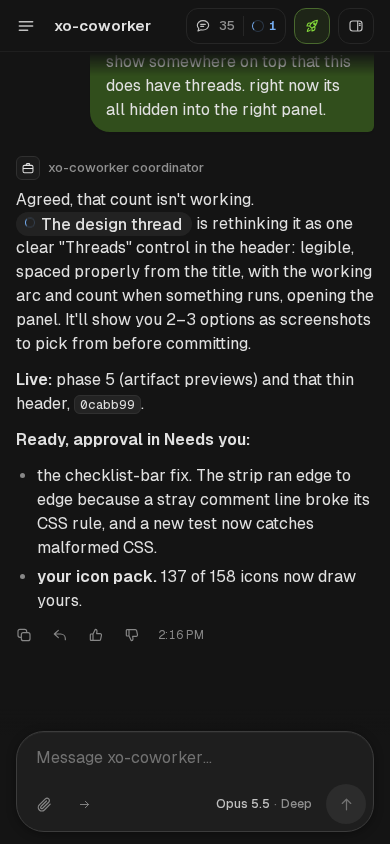 xo-coworker
35
1
show somewhere on top that this
does have threads. right now its
all hidden into the right panel.
xo-coworker coordinator
Agreed, that count isn't working.
The design thread is rethinking it as one
clear "Threads" control in the header: legible,
spaced properly from the title, with the working
arc and count when something runs, opening the
panel. It'll show you 2–3 options as screenshots
to pick from before committing.
Live: phase 5 (artifact previews) and that thin
header, 0cabb99.
Ready, approval in Needs you:
the checklist-bar fix. The strip ran edge to
edge because a stray comment line broke its
CSS rule, and a new test now catches
malformed CSS.
your icon pack. 137 of 158 icons now draw
yours.
2:16 PM
Message xo-coworker...
Opus 5.5 · Deep